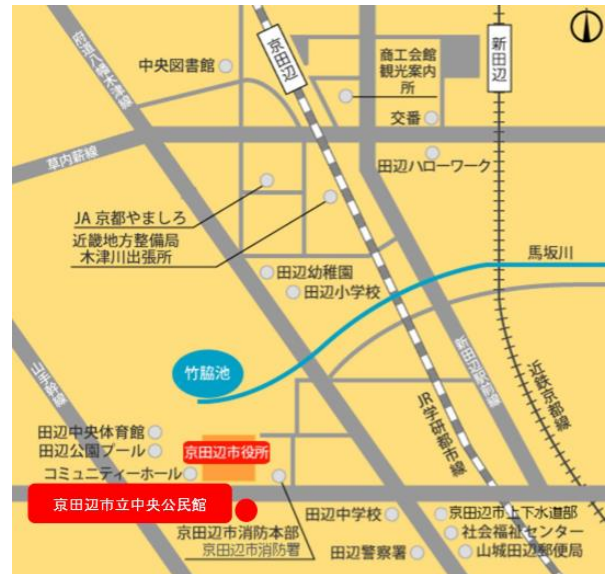 京田辺
新田辺
府道八幡木津線
中央図書館
商工会館
観光案内
所
交番
草内薪線
田辺ハローワーク
JA 京都やましろ
近畿地方整備局
木津川出張所
馬坂川
田辺幼稚園
田辺小学校
竹脇池
山手幹線
新田辺駅前線
近鉄京都線
JR学研都市線
田辺中央体育館
田辺公園プール
コミュニティーホール
京田辺市役所
京田辺市立中央公民館
京田辺市消防本部
京田辺市消防署
田辺中学校
田辺警察署
京田辺市上下水道部
社会福祉センター
山城田辺郵便局